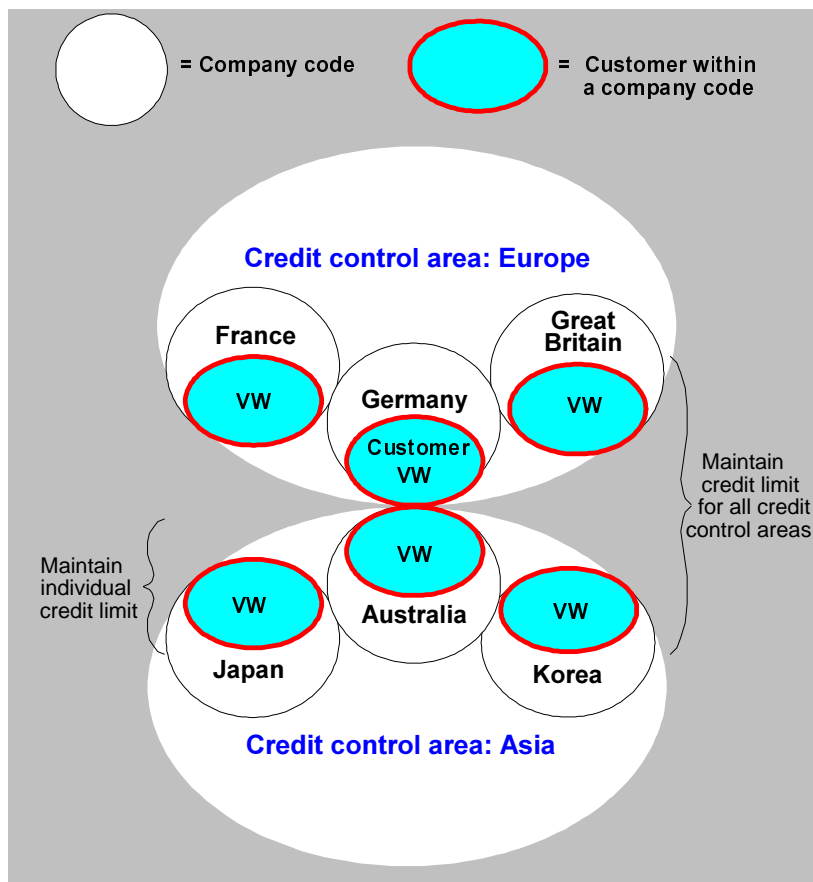 = Company code
= Customer within
a company code
Credit control area: Europe
France
Great
Britain
VW
Germany
VW
Customer
VW
Maintain
credit limit
for all credit
control areas
Maintain
individual
credit limit
VW
VW
VW
Australia
Japan
Korea
Credit control area: Asia